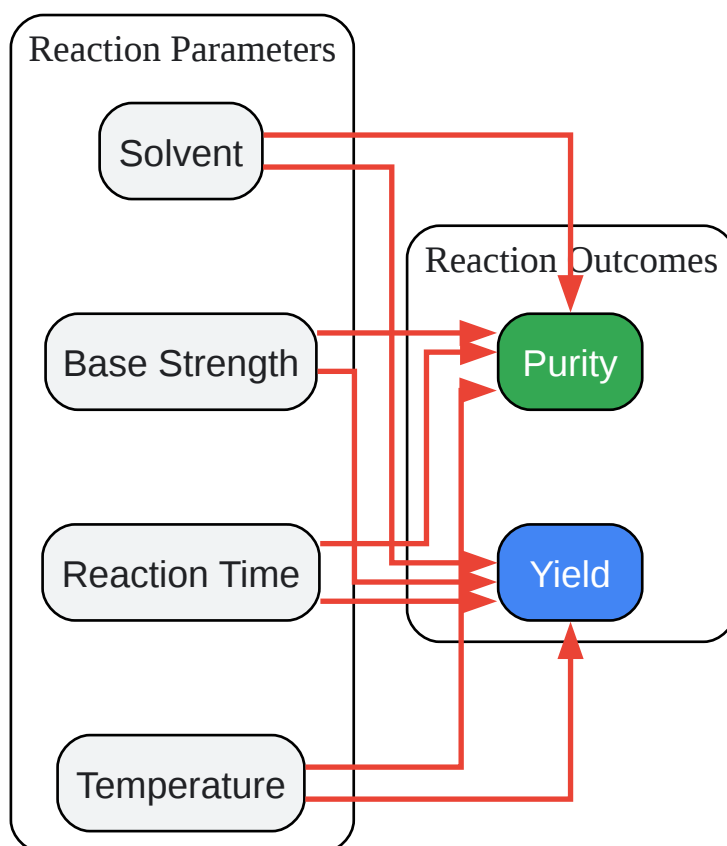 Reaction Parameters
Solvent
Reaction Outcomes
Base Strength
Purity
Reaction Time
Yield
Temperature